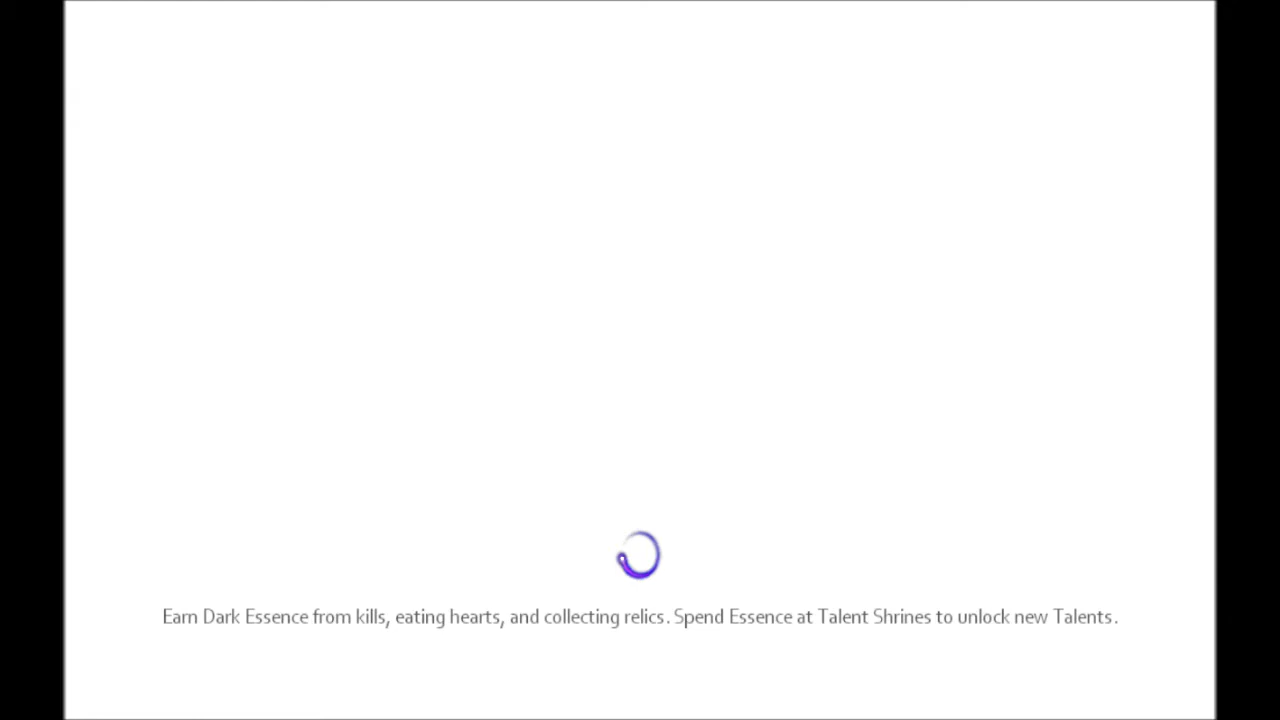 Earn Dark Essence from kills, eating hearts, and collecting relics. Spend Essence at Talent Shrines to unlock new Talents.